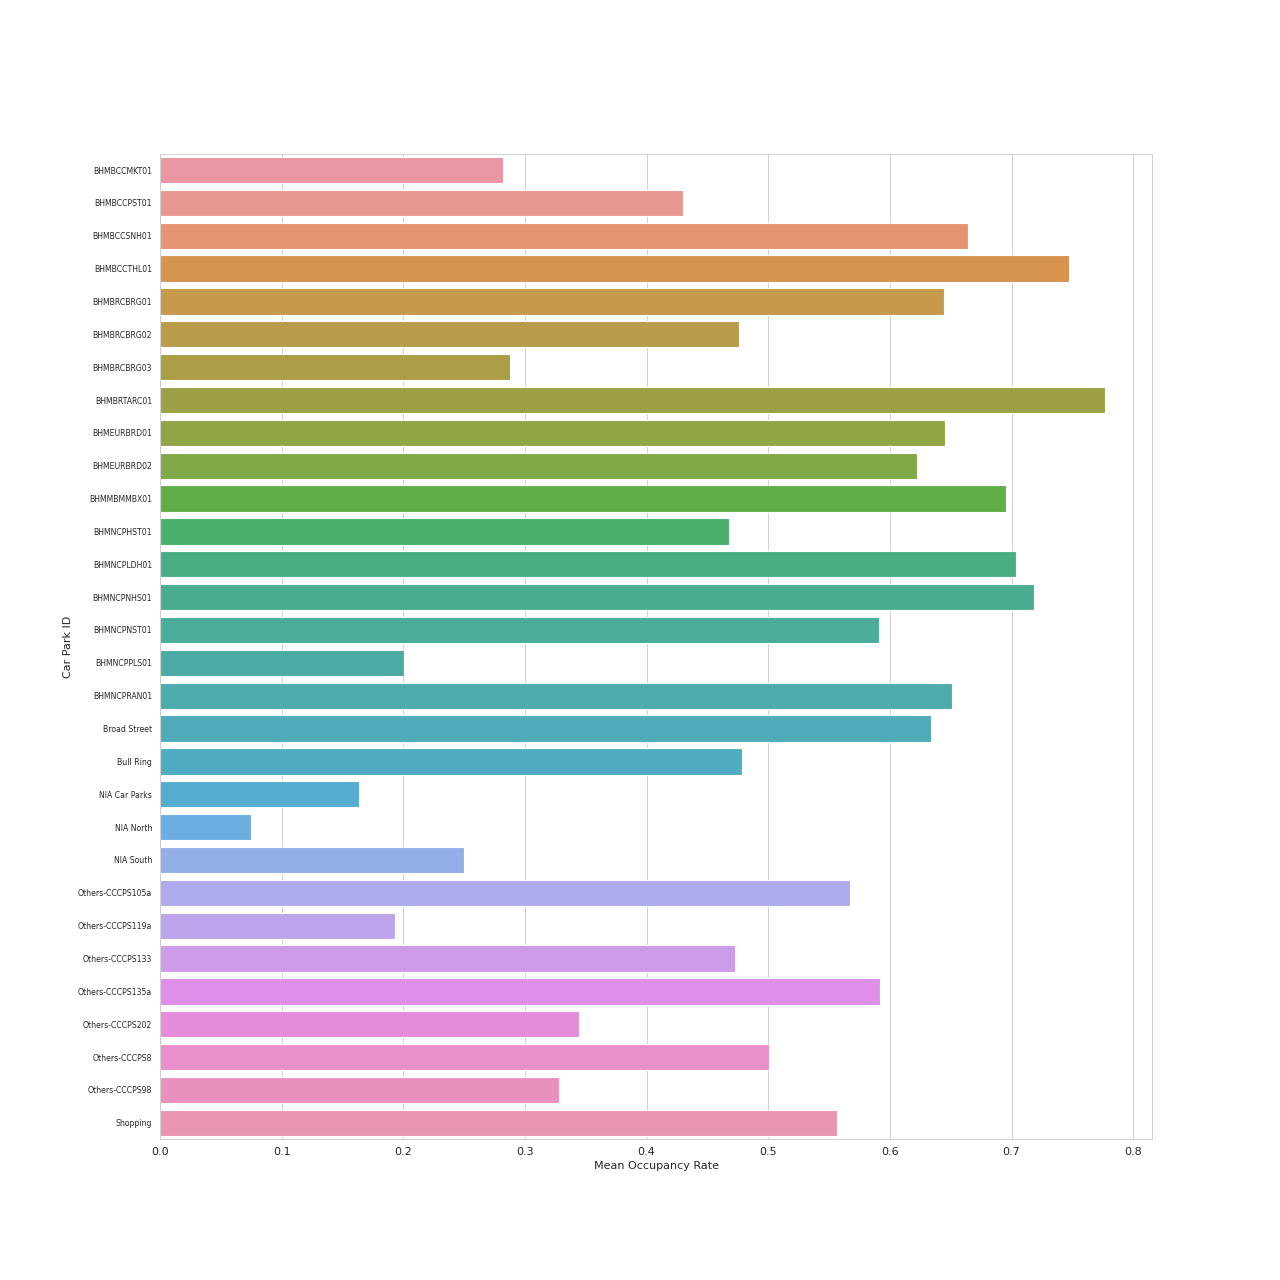 BHMBCCMKT01
BHMBCCPST01
BHMBCCSNH01
BHMBCCTHL01
BHMBRCBRG01
BHMBRCBRG02
BHMBRCBRG03
BHMBRTARC01
BHMEURBRD01
BHMEURBRD02
BHMMBMMBX01
BHMNCPHST01
BHMNCPLDH01
BHMNCPNHS01
BHMNCPNST01
BHMNCPPLS01
BHMNCPRAN01
Broad Street
Bull Ring
NIA Car Parks
NIA North
NIA South
Others-CCCPS105a
Others-CCCPS119a
Others-CCCPS133
Others-CCCPS135a
Others-CCCPS202
Others-CCCPS8
Others-CCCPS98
Shopping
Car Park ID
0.0 0.1 0.2 0.3 0.4 0.5 0.6 0.7 0.8
Mean Occupancy Rate